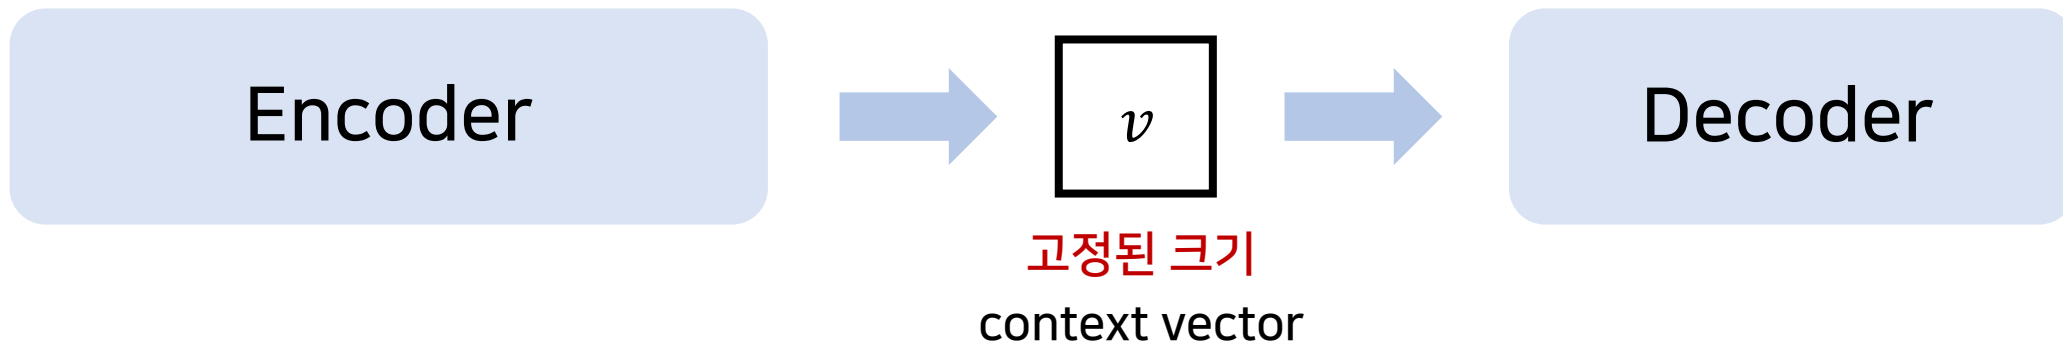 Encoder
v
Decoder
고정된 크기
context vector